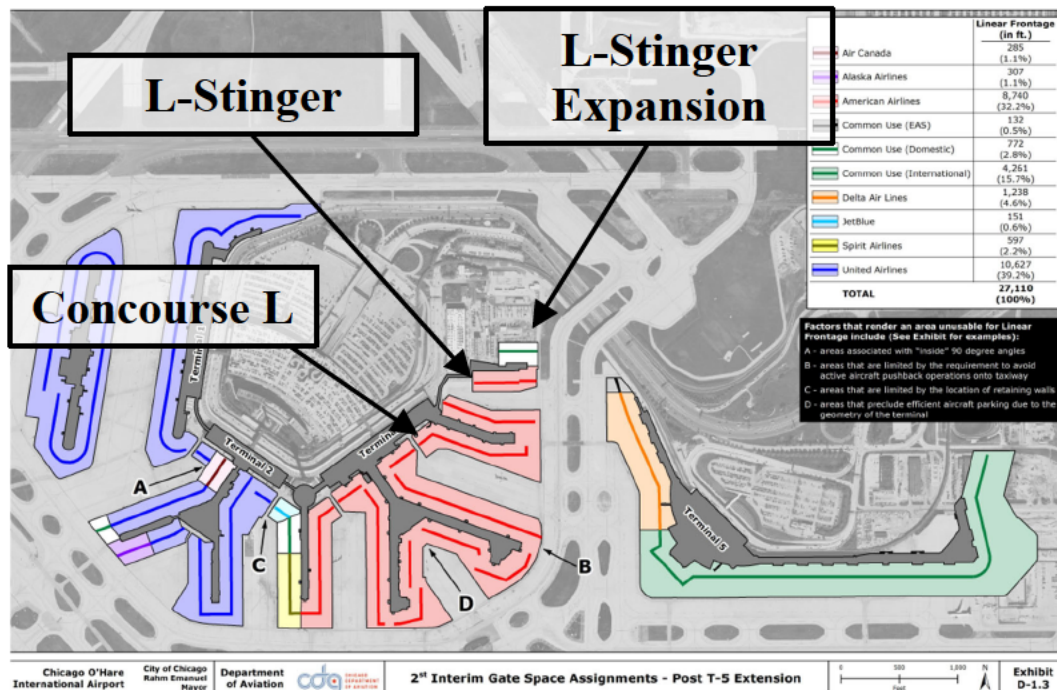 L-Stinger
L-Stinger
Expansion
Concourse L
Linear Frontage
(in ft.)
Air Canada
285
(1.1%)
Alaska Airlines
307
(1.1%)
American Airlines
8,740
(32.2%)
Common Use (EAS)
132
(0.5%)
Common Use (Domestic)
772
(2.8%)
Common Use (International)
4,261
(15.7%)
Delta Air Lines
1,238
(4.6%)
JetBlue
151
(0.6%)
Spirit Airlines
597
(2.2%)
United Airlines
10,627
(39.2%)
TOTAL
27,110
(100%)
Factors that render an area unusable for Linear
Frontage include (See Exhibit for examples):
A - areas associated with "inside" 90 degree angles
B - areas that are limited by the requirement to avoid
active aircraft pushback operations onto taxiway
C - areas that are limited by the location of retaining walls
D - areas that preclude efficient aircraft parking due to the
geometry of the terminal
Terminal
Terminal 2
Terminal
Terminal 5
A
C
D
B
Chicago O'Hare
International Airport
City of Chicago
Rahm Emanuel
Mayor
Department
of Aviation
cda
CHICAGO
DEPARTMENT
OF AVIATION
2nd Interim Gate Space Assignments - Post T-5 Extension
0 500 1,000
Feet
N
Exhibit
D-1.3